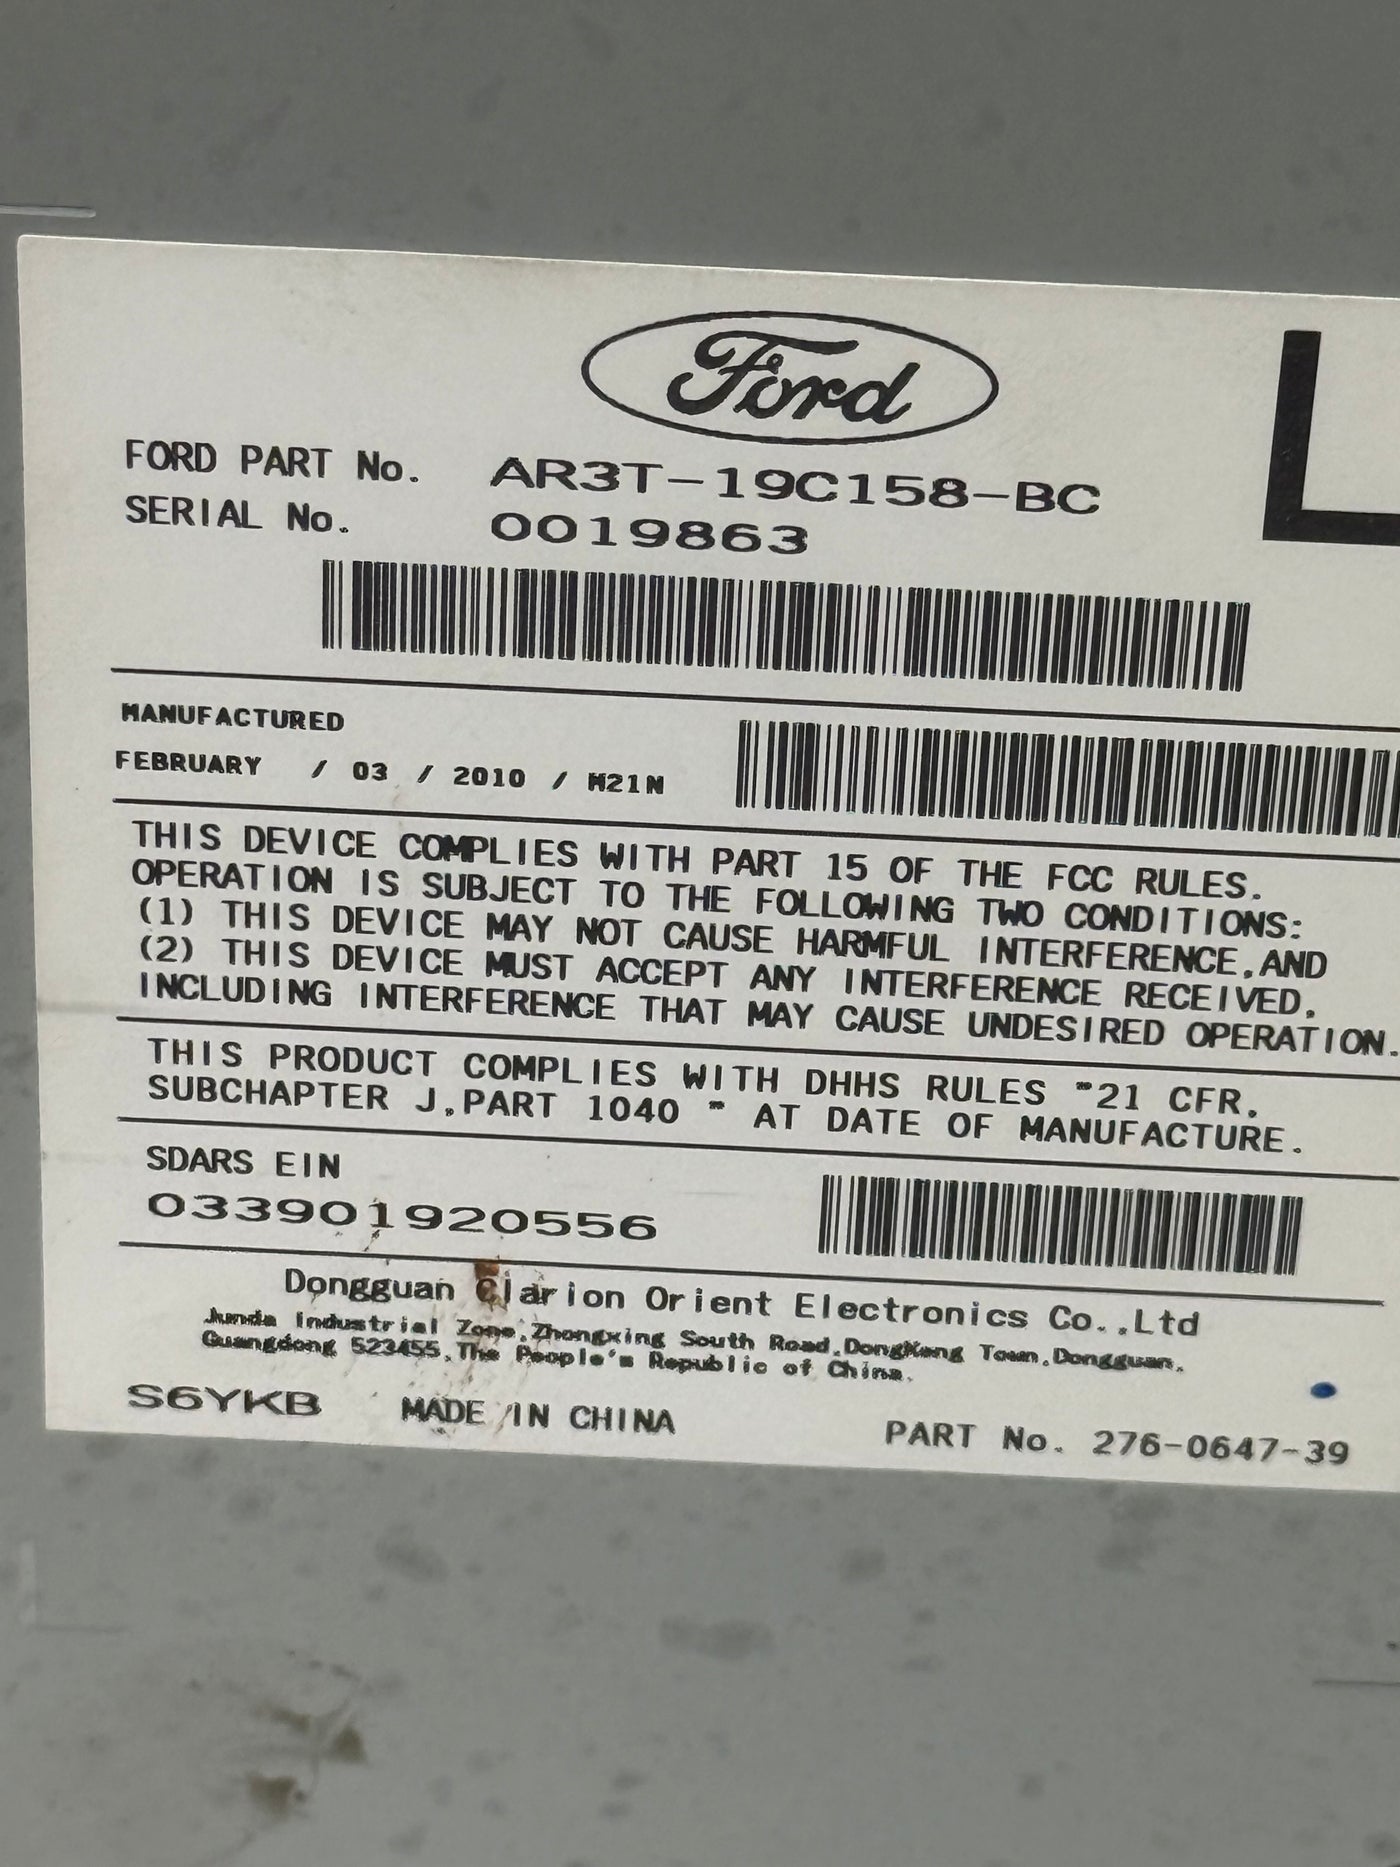 Ford
L
FORD PART No. AR3T-19C158-BC
SERIAL No. 0019863
MANUFACTURED
FEBRUARY / 03 / 2010 / M21N
THIS DEVICE COMPLIES WITH PART 15 OF THE FCC RULES.
OPERATION IS SUBJECT TO THE FOLLOWING TWO CONDITIONS:
(1) THIS DEVICE MAY NOT CAUSE HARMFUL INTERFERENCE,AND
(2) THIS DEVICE MUST ACCEPT ANY INTERFERENCE RECEIVED,
INCLUDING INTERFERENCE THAT MAY CAUSE UNDESIRED OPERATION.
THIS PRODUCT COMPLIES WITH DHHS RULES "21 CFR,
SUBCHAPTER J,PART 1040 " AT DATE OF MANUFACTURE.
SDARS EIN
033901920556
Dongguan Clarion Orient Electronics Co.,Ltd
Junda Industrial Zone,Zhongxing South Road,DongKeng Town,Dongguan,
Guangdong 523455,The People's Republic of China.
S6YKB MADE IN CHINA PART No. 276-0647-39